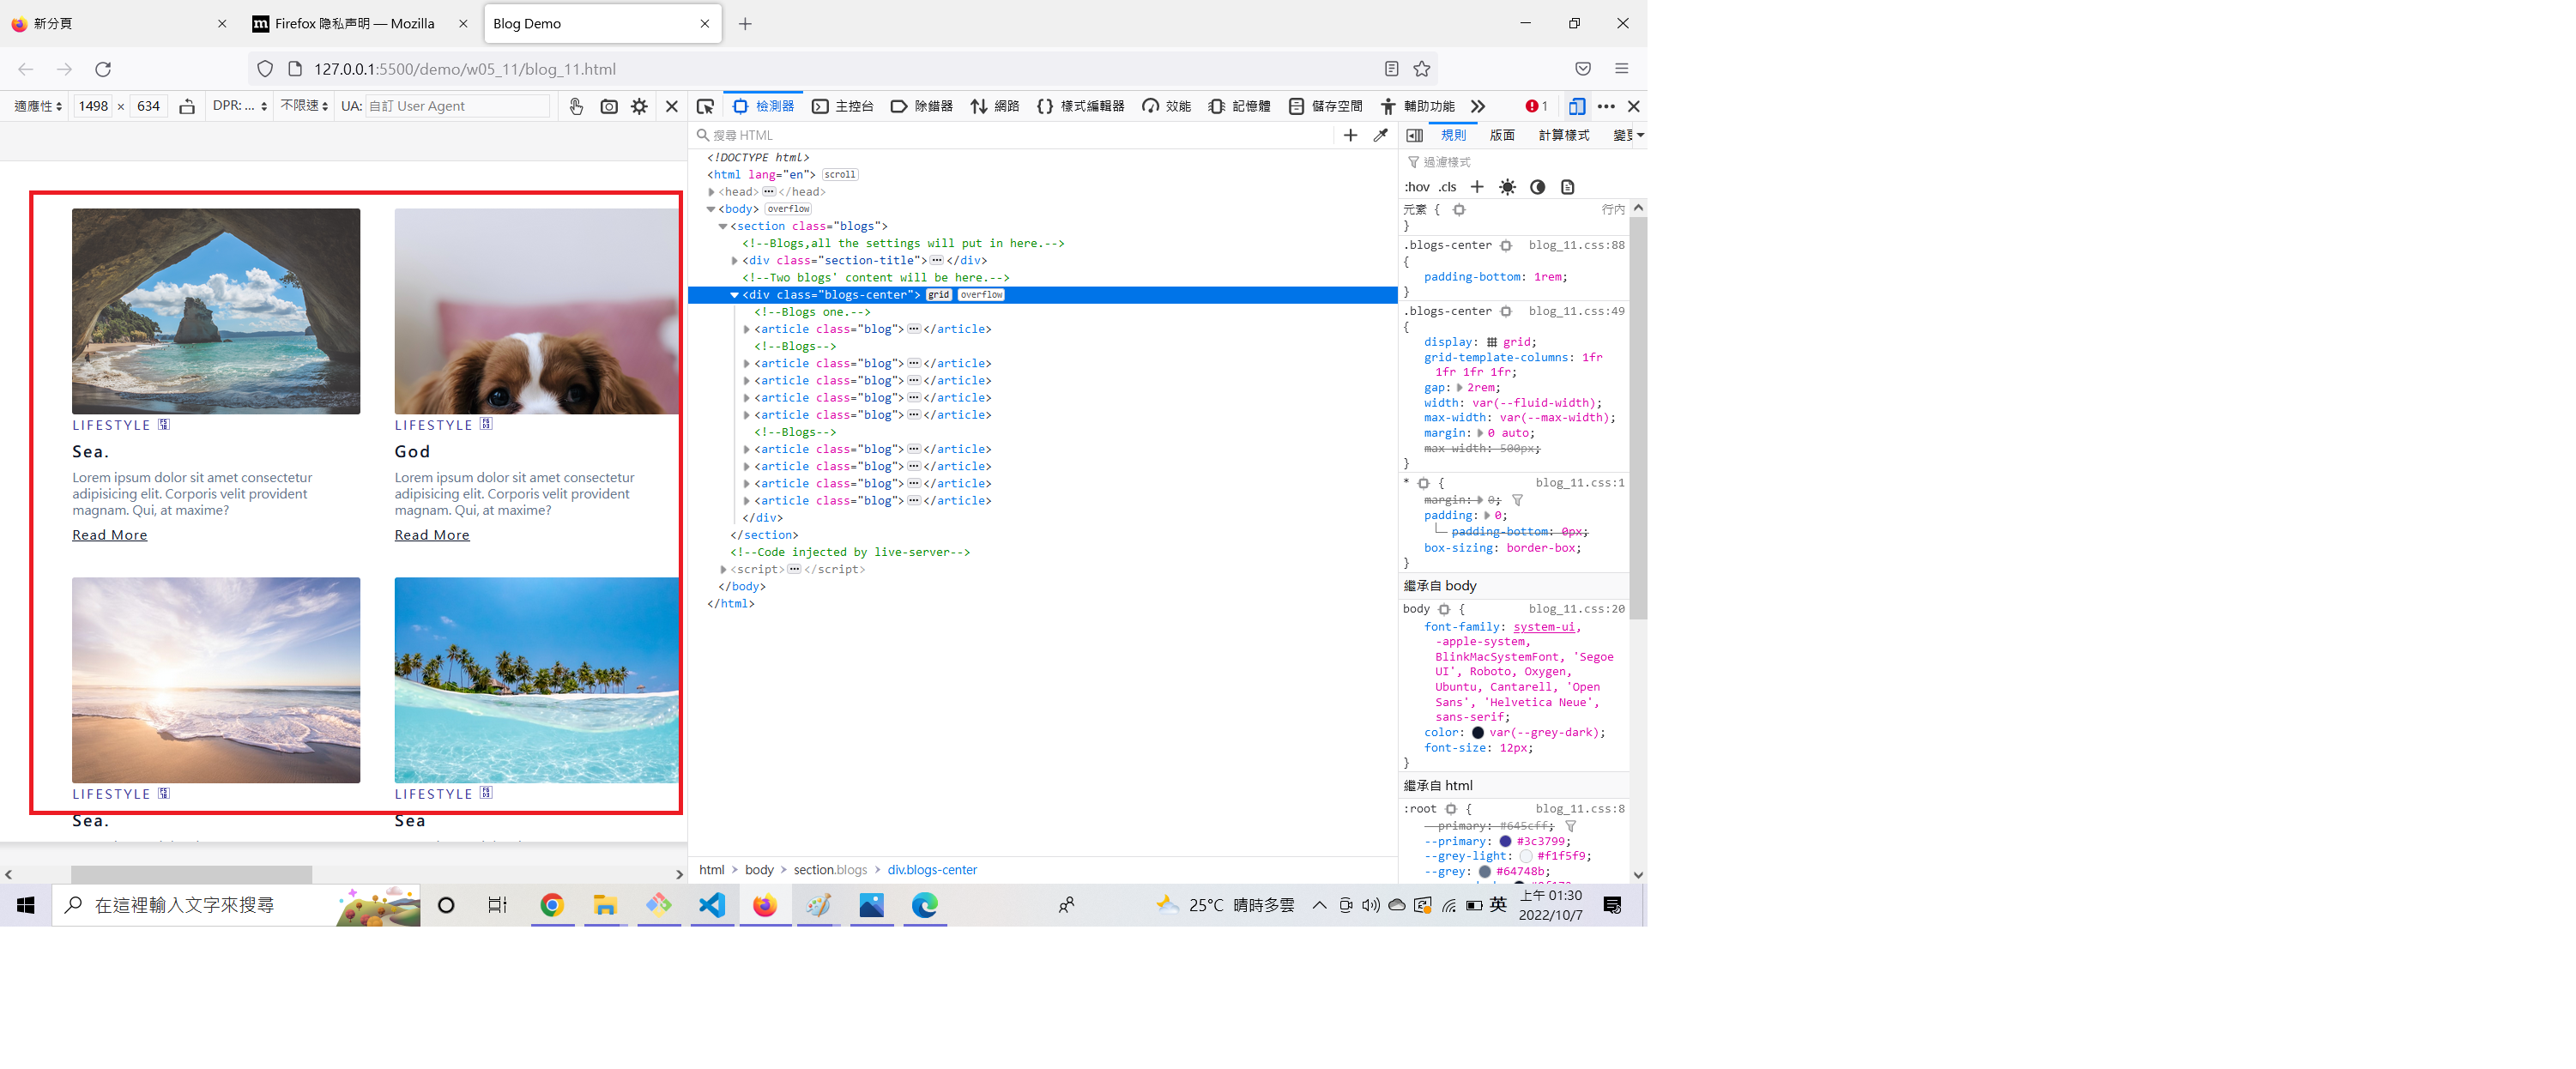 新分頁
Firefox 隐私声明 — Mozilla
Blog Demo
127.0.0.1:5500/demo/w05_11/blog_11.html
適應性 1498 × 634 DPR: ... 不限速 UA: 自訂 User Agent
檢測器 主控台 除錯器 網路 樣式編輯器 效能 記憶體 儲存空間 輔助功能 1
LIFESTYLE
Sea.
Lorem ipsum dolor sit amet consectetur
adipisicing elit. Corporis velit provident
magnam. Qui, at maxime?
Read More
LIFESTYLE
God
Lorem ipsum dolor sit amet consectetur
adipisicing elit. Corporis velit provident
magnam. Qui, at maxime?
Read More
LIFESTYLE
Sea.
LIFESTYLE
Sea
搜尋 HTML
<!DOCTYPE html>
<html lang="en"> scroll
<head> ••• </head>
<body> overflow
<section class="blogs">
<!--Blogs,all the settings will put in here.-->
<div class="section-title"> ••• </div>
<!--Two blogs' content will be here.-->
<div class="blogs-center"> grid overflow
<!--Blogs one.-->
<article class="blog"> ••• </article>
<!--Blogs-->
<article class="blog"> ••• </article>
<article class="blog"> ••• </article>
<article class="blog"> ••• </article>
<article class="blog"> ••• </article>
<!--Blogs-->
<article class="blog"> ••• </article>
<article class="blog"> ••• </article>
<article class="blog"> ••• </article>
<article class="blog"> ••• </article>
</div>
</section>
<!--Code injected by live-server-->
<script> ••• </script>
</body>
</html>
html > body > section.blogs > div.blogs-center
規則 版面 計算樣式
過濾樣式
:hov .cls
元素 { 行內
}
.blogs-center blog_11.css:88
{
padding-bottom: 1rem;
}
.blogs-center blog_11.css:49
{
display: grid;
grid-template-columns: 1fr
1fr 1fr 1fr;
gap: 2rem;
width: var(--fluid-width);
max-width: var(--max-width);
margin: 0 auto;
max-width: 500px;
}
* { blog_11.css:1
margin: 0;
padding: 0;
padding-bottom: 0px;
box-sizing: border-box;
}
繼承自 body
body { blog_11.css:20
font-family: system-ui,
-apple-system,
BlinkMacSystemFont, 'Segoe
UI', Roboto, Oxygen,
Ubuntu, Cantarell, 'Open
Sans', 'Helvetica Neue',
sans-serif;
color: var(--grey-dark);
font-size: 12px;
}
繼承自 html
:root { blog_11.css:8
--primary: #645cff;
--primary: #3c3799;
--grey-light: #f1f5f9;
--grey: #64748b;
在這裡輸入文字來搜尋
25°C 晴時多雲
英
上午 01:30
2022/10/7